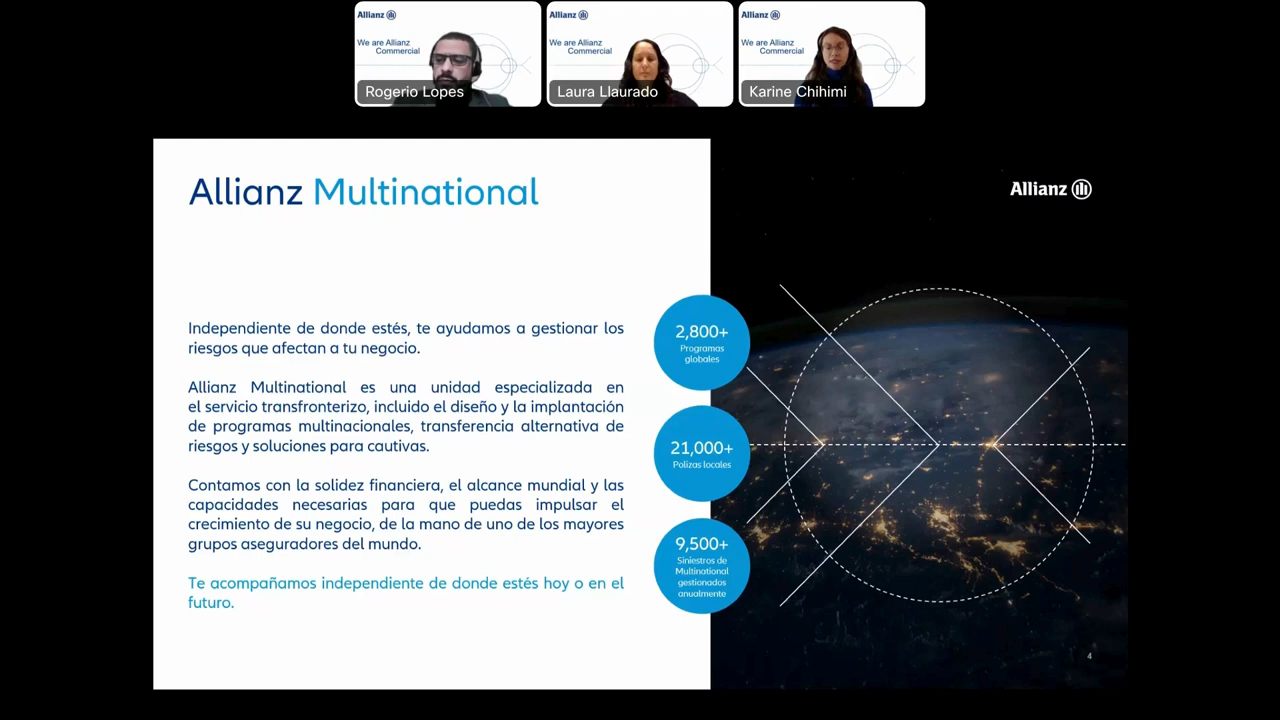 Allianz
We are Allianz
Commercial
Rogerio Lopes
Allianz
We are Allianz
Commercial
Laura Llaurado
Allianz
We are Allianz
Commercial
Karine Chihimi
Allianz Multinational
Allianz
Independiente de donde estés, te ayudamos a gestionar los
riesgos que afectan a tu negocio.
Allianz Multinational es una unidad especializada en
el servicio transfronterizo, incluido el diseño y la implantación
de programas multinacionales, transferencia alternativa de
riesgos y soluciones para cautivas.
Contamos con la solidez financiera, el alcance mundial y las
capacidades necesarias para que puedas impulsar el
crecimiento de su negocio, de la mano de uno de los mayores
grupos aseguradores del mundo.
Te acompañamos independiente de donde estés hoy o en el
futuro.
2,800+
Programas
globales
21,000+
Polizas locales
9,500+
Siniestros de
Multinational
gestionados
anualmente
4